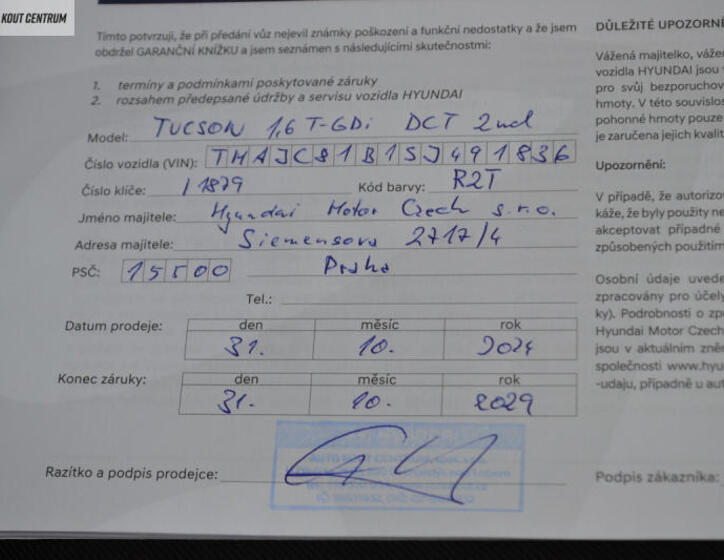 KOUT CENTRUM
Tímto potvrzuji, že při předání vůz nejevil známky poškození a funkční nedostatky a že jsem
obdržel GARANČNÍ KNÍŽKU a jsem seznámen s následujícími skutečnostmi:
1. termíny a podmínkami poskytované záruky
2. rozsahem předepsané údržby a servisu vozidla HYUNDAI
Model: TUCSON 1,6 T-GDi DCT 2wd
Číslo vozidla (VIN): TMAJC81B1SJ491836
Číslo klíče: / 1879 Kód barvy: R2T
Jméno majitele: Hyundai Motor Czech s.r.o.
Adresa majitele: Siemensova 2717/4
PSČ: 15500 Praha
Tel.:
Datum prodeje: den měsíc rok
31. 10. 2024
Konec záruky: den měsíc rok
31. 10. 2029
Razítko a podpis prodejce:
DŮLEŽITÉ UPOZORNĚ
Vážená majitelko, váže
vozidla HYUNDAI jsou
pro svůj bezporuchov
hmoty. V této souvislos
pohonné hmoty pouze
je zaručena jejich kvalit
Upozornění:
V případě, že autorizo
káže, že byly použity ne
akceptovat případné
způsobených použitím
Osobní údaje uvede
zpracovány pro účely
ky). Podrobnosti o zp
Hyundai Motor Czech
jsou v aktuálním zně
společnosti www.hyu
-udaju, případně u aut
Podpis zákazníka: